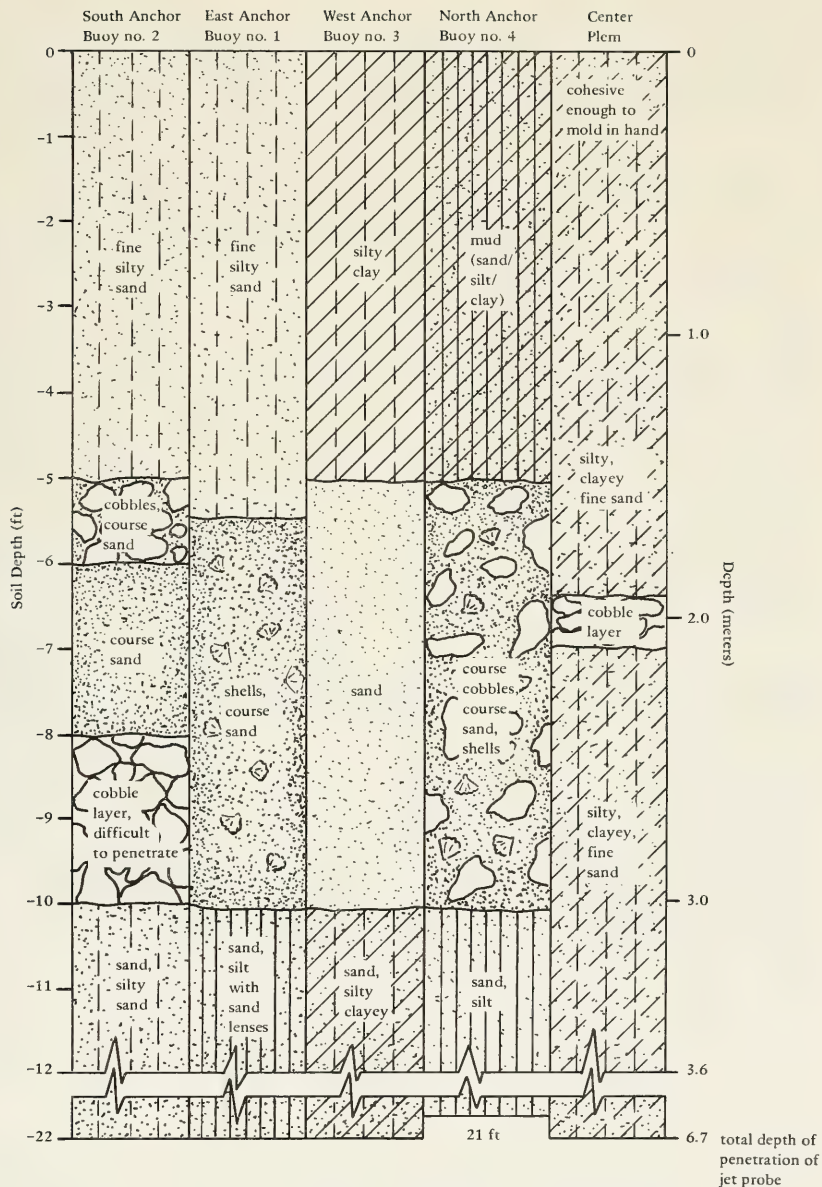 South Anchor
Buoy no. 2
East Anchor
Buoy no. 1
West Anchor
Buoy no. 3
North Anchor
Buoy no. 4
Center
Plem
Soil Depth (ft)
0
-1
-2
-3
-4
-5
-6
-7
-8
-9
-10
-11
-12
-22
fine
silty
sand
cobbles,
course
sand
course
sand
cobble
layer,
difficult
to penetrate
sand,
silty
sand
fine
silty
sand
shells,
course
sand
sand,
silt
with
sand
lenses
silty
clay
sand
sand,
silty
clayey
mud
(sand/
silt/
clay)
course
cobbles,
course
sand,
shells
sand,
silt
21 ft
cohesive
enough to
mold in hand
silty,
clayey
fine sand
cobble
layer
silty,
clayey,
fine
sand
0
1.0
2.0
3.0
3.6
6.7
Depth (meters)
total depth of
penetration of
jet probe